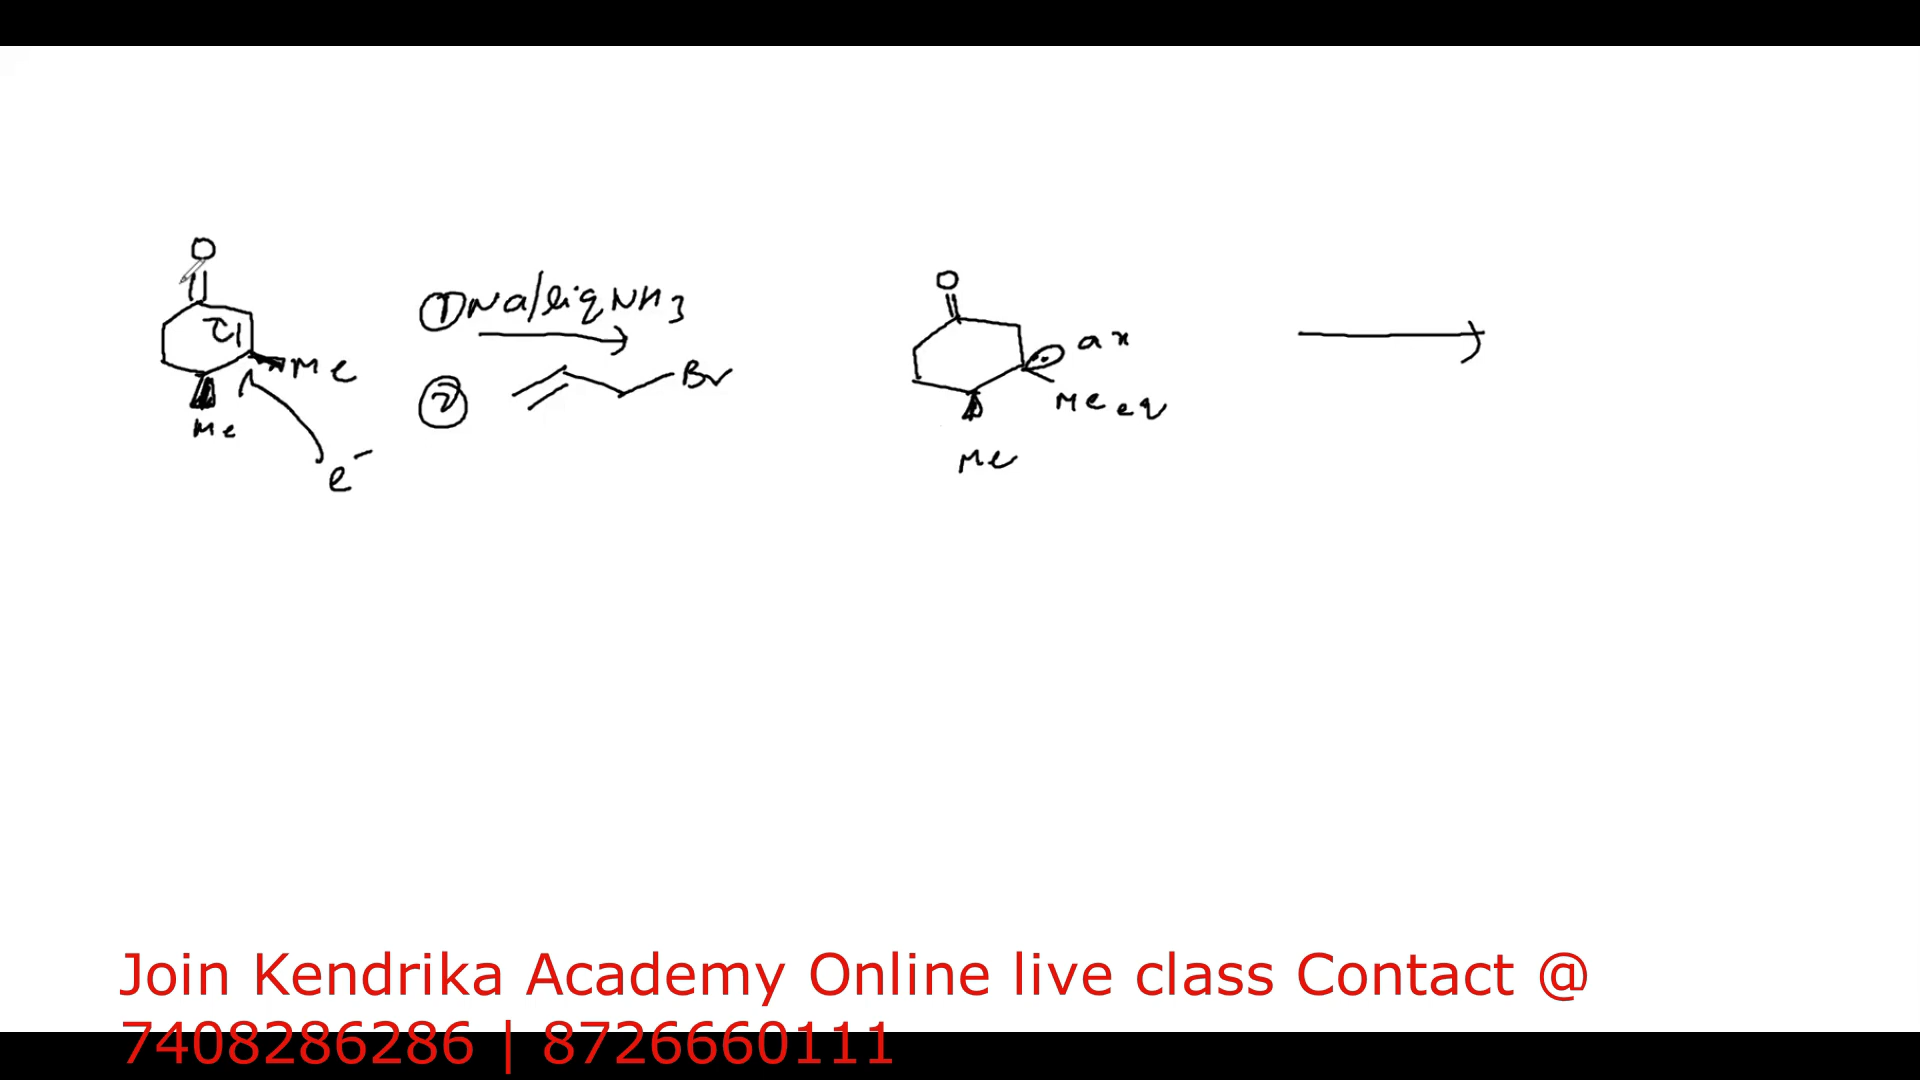 O
Me
Me
e⁻
① Na/liq NH3
② Br
O
ax
Me eq
Me
Join Kendrika Academy Online live class Contact @
7408286286 | 8726660111